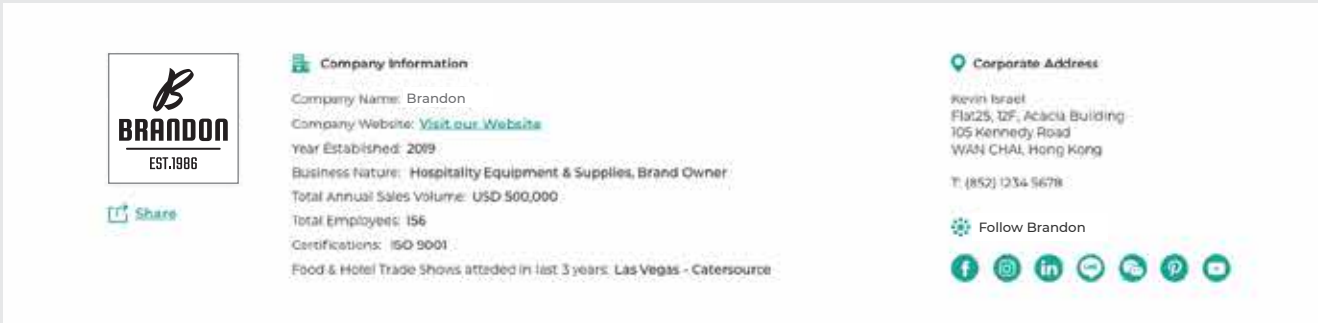 B
BRANDON
EST.1986
Share
Company Information
Company Name: Brandon
Company Website: Visit our Website
Year Established: 2019
Business Nature: Hospitality Equipment & Supplies, Brand Owner
Total Annual Sales Volume: USD 500,000
Total Employees: 156
Certifications: ISO 9001
Food & Hotel Trade Shows atteded in last 3 years: Las Vegas - Catersource
Corporate Address
Kevin Israel
Flat25, 12F, Acacia Building
105 Kennedy Road
WAN CHAI, Hong Kong
T: (852) 1234 5678
Follow Brandon
f in LINE P